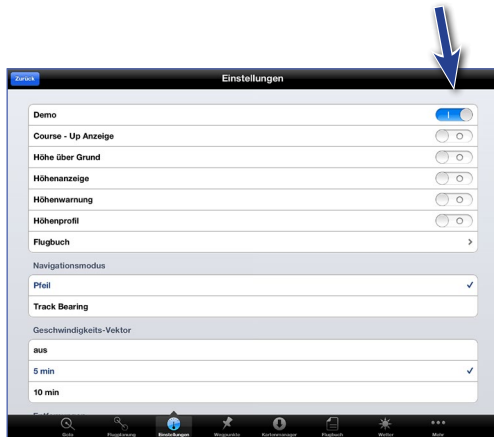 Zurück
Einstellungen
Demo
Course - Up Anzeige
Höhe über Grund
Höhenanzeige
Höhenwarnung
Höhenprofil
Flugbuch
Navigationsmodus
Pfeil
Track Bearing
Geschwindigkeits-Vektor
aus
5 min
10 min
Flugplanung
Einstellungen
Wegpunkte
Kartenmanager
Flugbuch
Wetter
Mehr